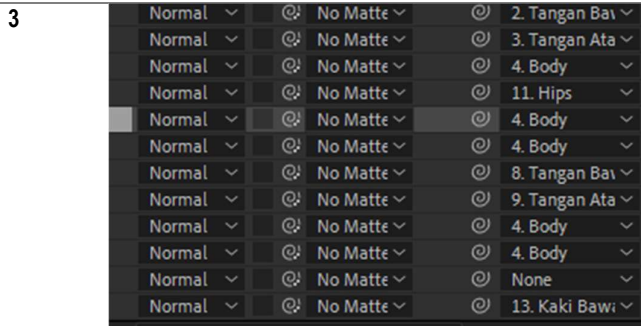 3
Normal No Matte 2. Tangan Bav
Normal No Matte 3. Tangan Ata
Normal No Matte 4. Body
Normal No Matte 11. Hips
Normal No Matte 4. Body
Normal No Matte 4. Body
Normal No Matte 8. Tangan Bav
Normal No Matte 9. Tangan Ata
Normal No Matte 4. Body
Normal No Matte 4. Body
Normal No Matte None
Normal No Matte 13. Kaki Bawa